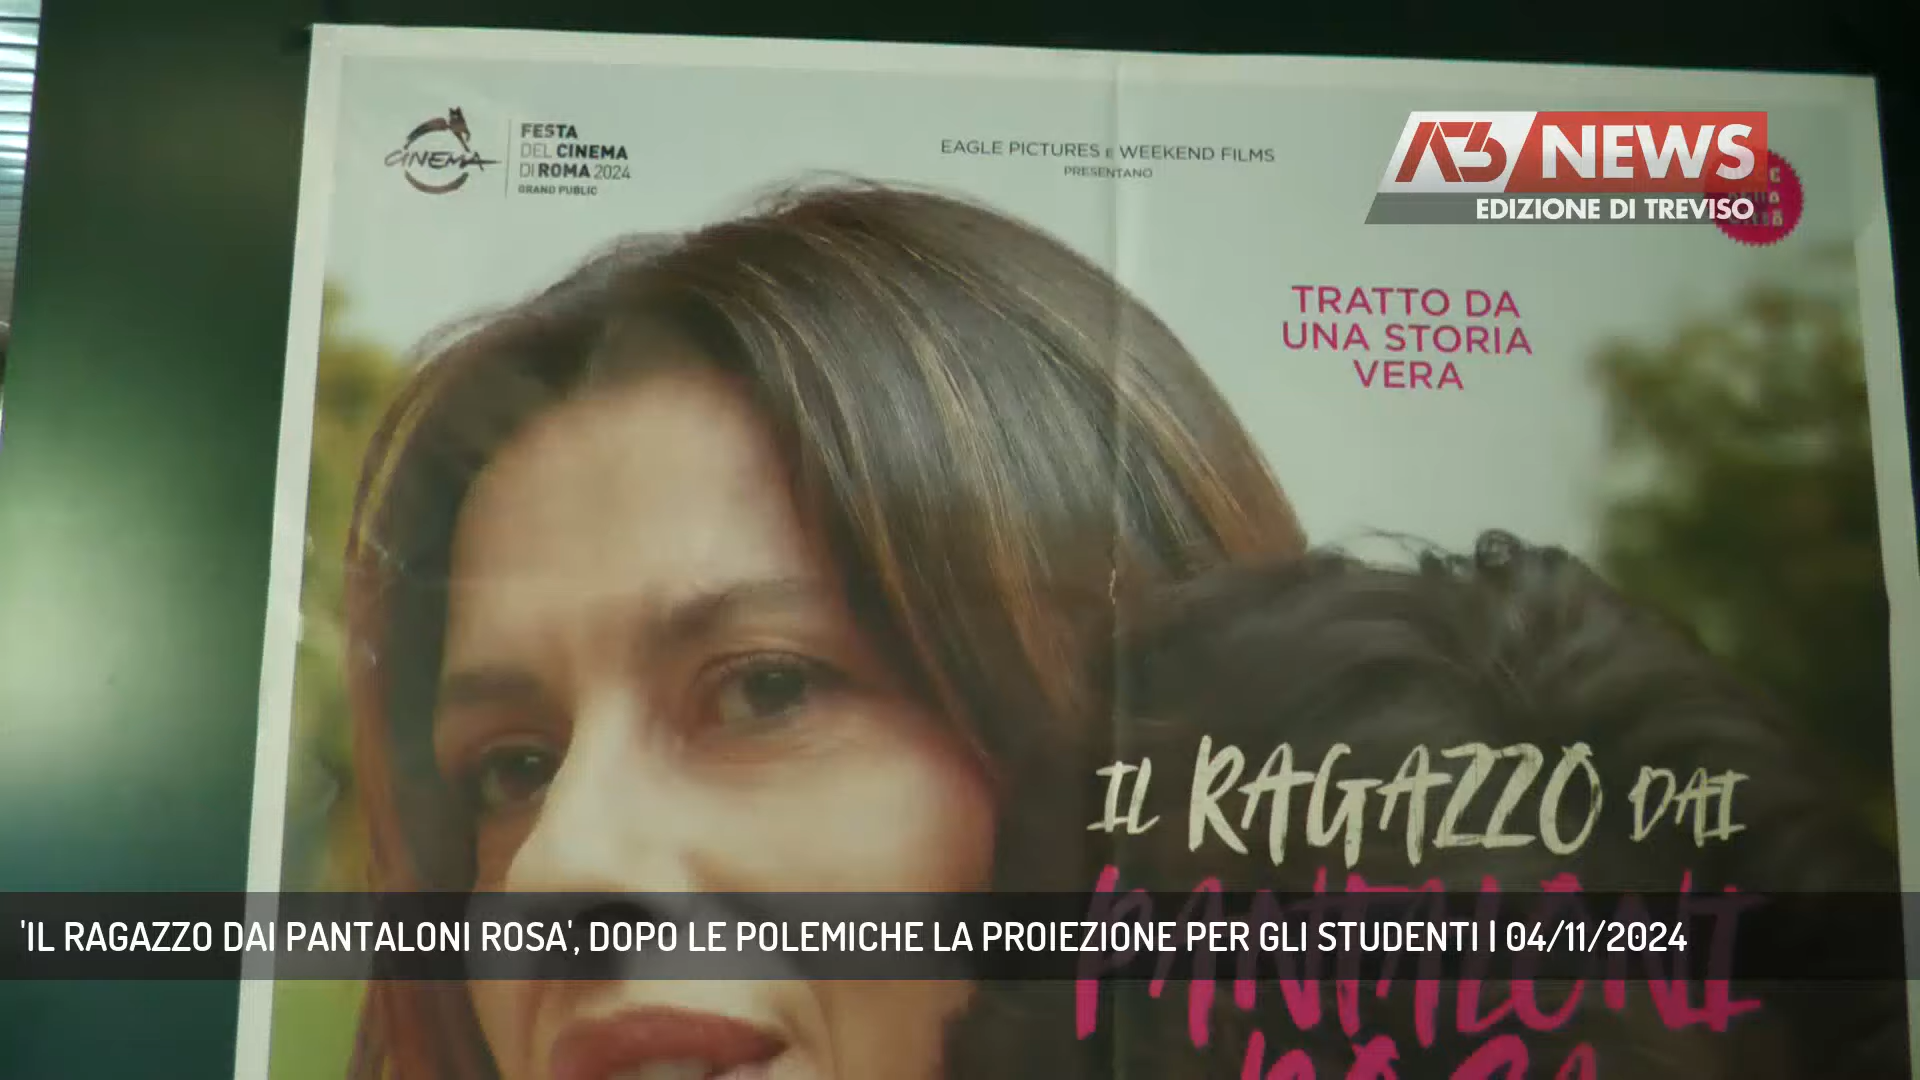 CINEMA
FESTA
DEL CINEMA
DI ROMA 2024
GRAND PUBLIC
EAGLE PICTURES E WEEKEND FILMS
PRESENTANO
A3 NEWS
EDIZIONE DI TREVISO
TRATTO DA
UNA STORIA
VERA
IL RAGAZZO DAI
PANTALONI
ROSA
'IL RAGAZZO DAI PANTALONI ROSA', DOPO LE POLEMICHE LA PROIEZIONE PER GLI STUDENTI | 04/11/2024